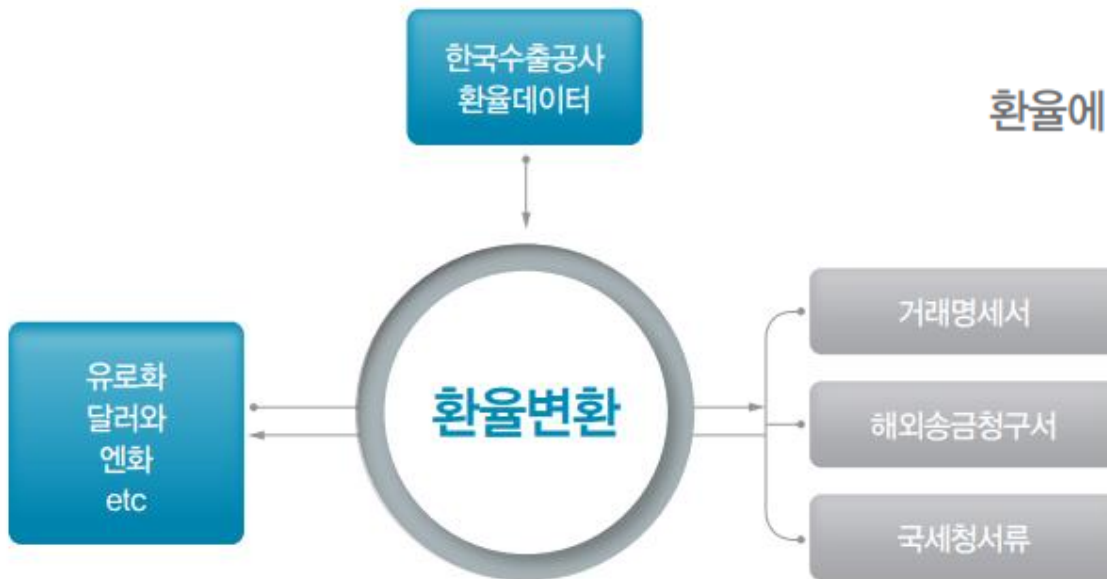 한국수출공사
환율데이터
환율에
유로화
달러와
엔화
etc
환율변환
거래명세서
해외송금청구서
국세청서류